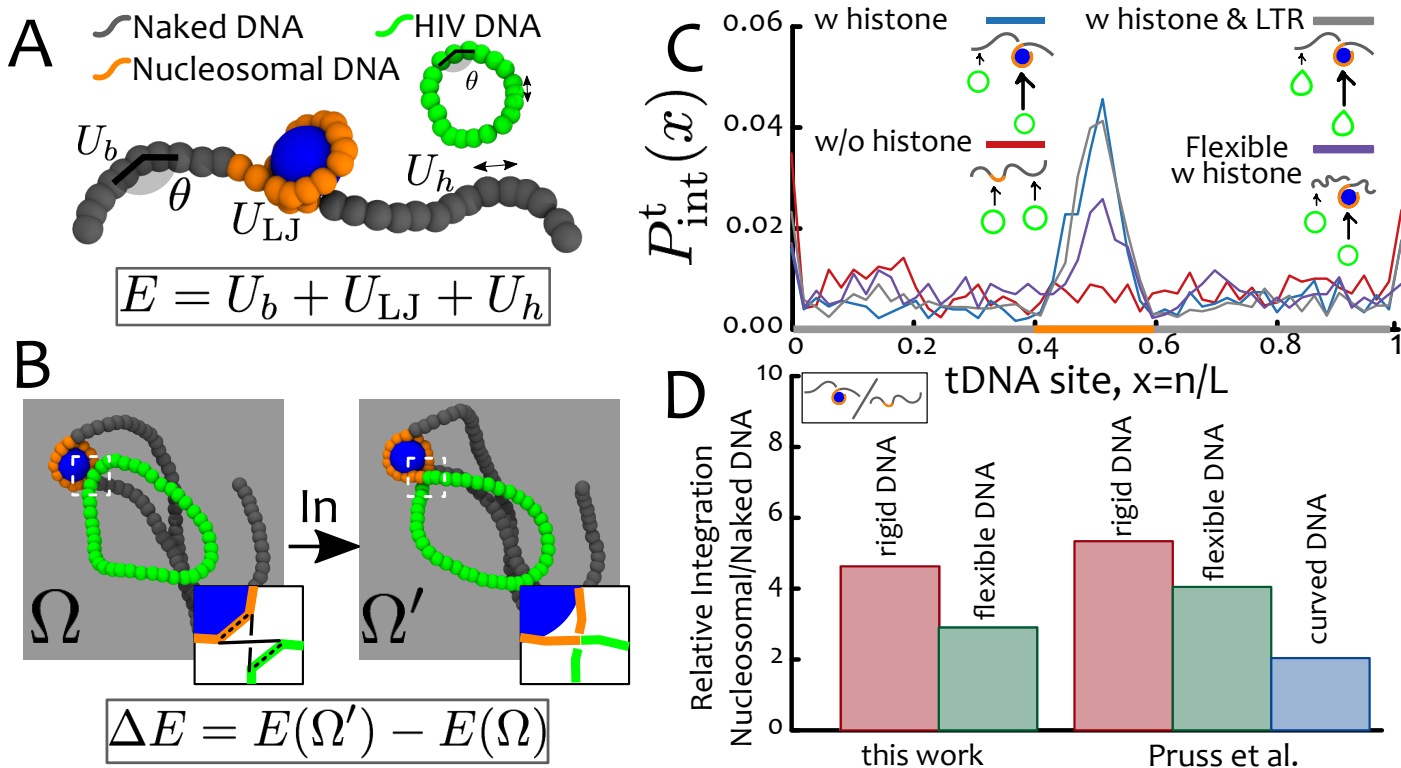 A
Naked DNA
HIV DNA
Nucleosomal DNA
θ
U_b
θ
U_LJ
U_h
E = U_b + U_LJ + U_h
B
In
Ω
Ω′
ΔE = E(Ω′) − E(Ω)
C
w histone
w histone & LTR
w/o histone
Flexible
w histone
P^t_int(x)
0.06
0.04
0.02
0.00
0 0.2 0.4 0.6 0.8 1
tDNA site, x=n/L
D
Relative Integration
Nucleosomal/Naked DNA
10
8
6
4
2
0
rigid DNA
flexible DNA
rigid DNA
flexible DNA
curved DNA
this work
Pruss et al.